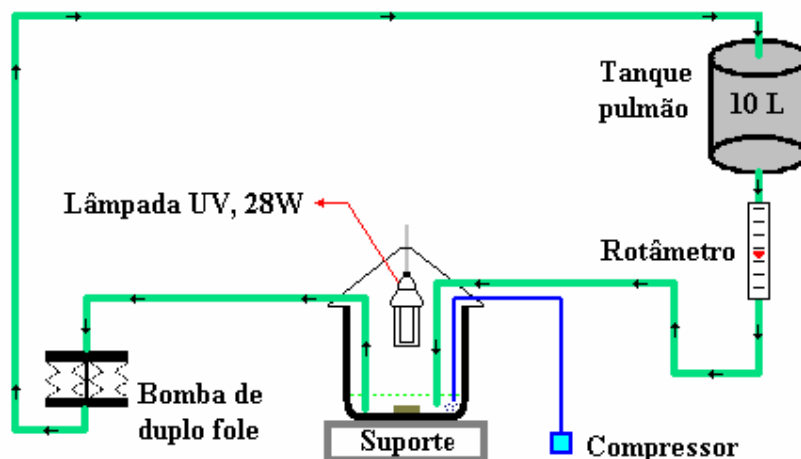 Tanque
pulmão
10 L
Lâmpada UV, 28W
Rotâmetro
Bomba de
duplo fole
Suporte
Compressor